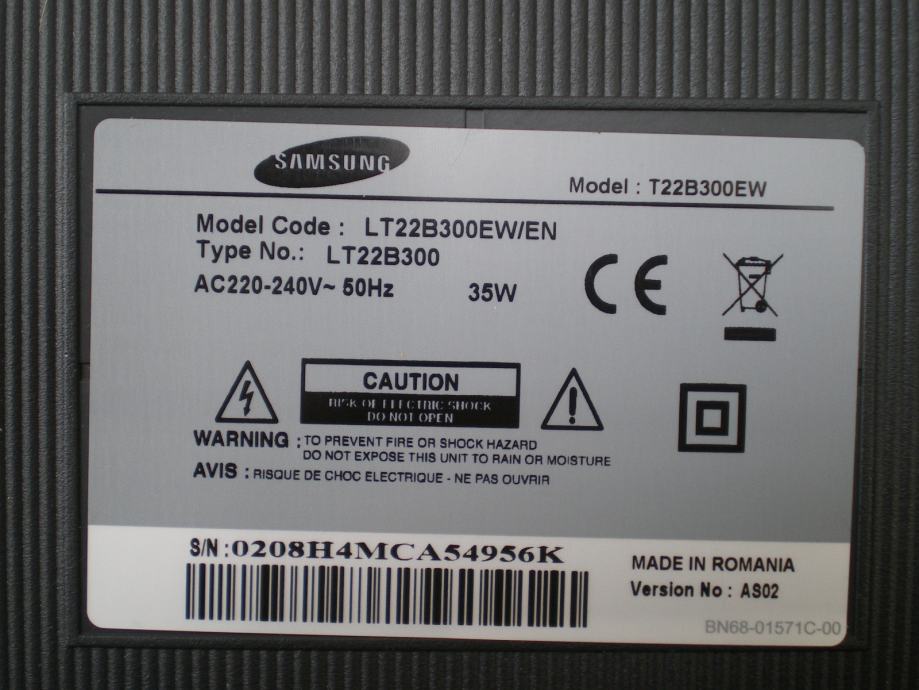 SAMSUNG
Model : T22B300EW
Model Code : LT22B300EW/EN
Type No.: LT22B300
AC220-240V~ 50Hz 35W
CE
CAUTION
RISK OF ELECTRIC SHOCK
DO NOT OPEN
WARNING : TO PREVENT FIRE OR SHOCK HAZARD
DO NOT EXPOSE THIS UNIT TO RAIN OR MOISTURE
AVIS : RISQUE DE CHOC ELECTRIQUE - NE PAS OUVRIR
S/N :0208H4MCA54956K
MADE IN ROMANIA
Version No : AS02
BN68-01571C-00